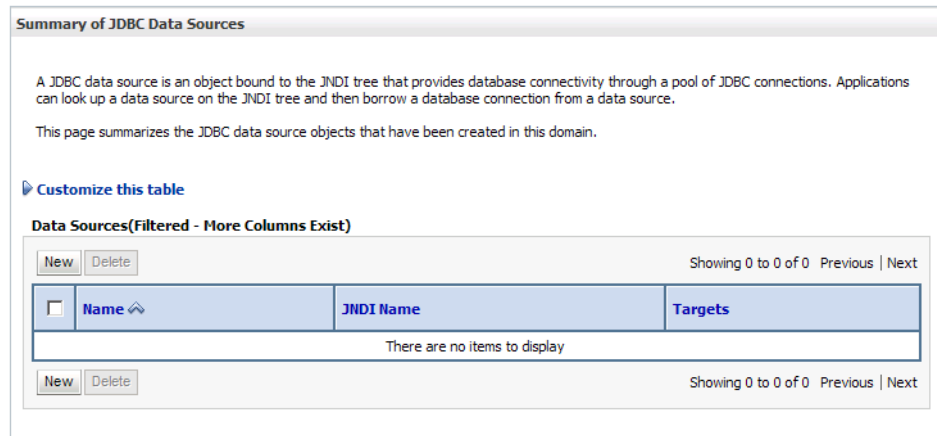 Summary of JDBC Data Sources
A JDBC data source is an object bound to the JNDI tree that provides database connectivity through a pool of JDBC connections. Applications
can look up a data source on the JNDI tree and then borrow a database connection from a data source.
This page summarizes the JDBC data source objects that have been created in this domain.
Customize this table
Data Sources(Filtered - More Columns Exist)
New Delete Showing 0 to 0 of 0 Previous | Next
Name JNDI Name Targets
There are no items to display
New Delete Showing 0 to 0 of 0 Previous | Next